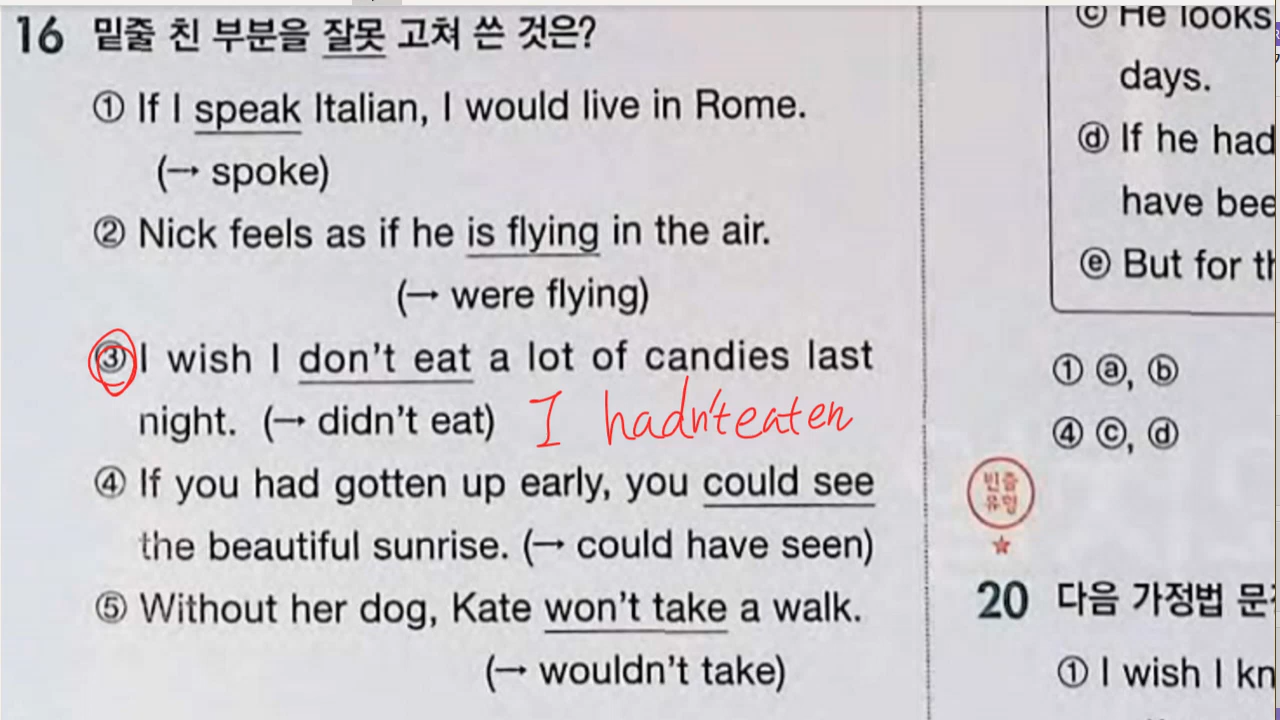 16 밑줄 친 부분을 잘못 고쳐 쓴 것은?
① If I speak Italian, I would live in Rome.
(→ spoke)
② Nick feels as if he is flying in the air.
(→ were flying)
③ I wish I don't eat a lot of candies last
night. (→ didn't eat) I hadn't eaten
④ If you had gotten up early, you could see
the beautiful sunrise. (→ could have seen)
⑤ Without her dog, Kate won't take a walk.
(→ wouldn't take)
ⓒ He looks
days.
ⓓ If he had
have bee
ⓔ But for th
① ⓐ, ⓑ
④ ⓒ, ⓓ
빈출
유형
20 다음 가정법 문
① I wish I kn